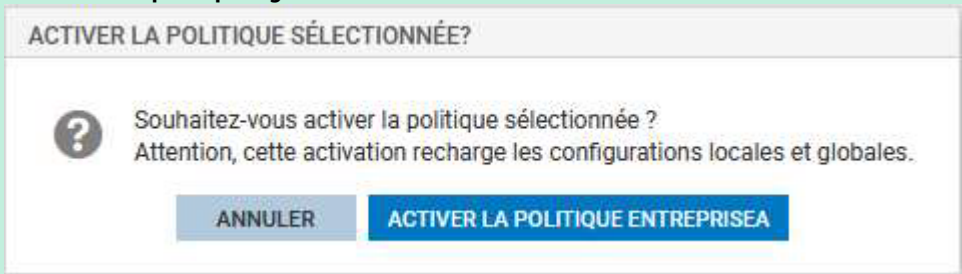 ACTIVER LA POLITIQUE SÉLECTIONNÉE?
?
Souhaitez-vous activer la politique sélectionnée ?
Attention, cette activation recharge les configurations locales et globales.
ANNULER
ACTIVER LA POLITIQUE ENTREPRISEA